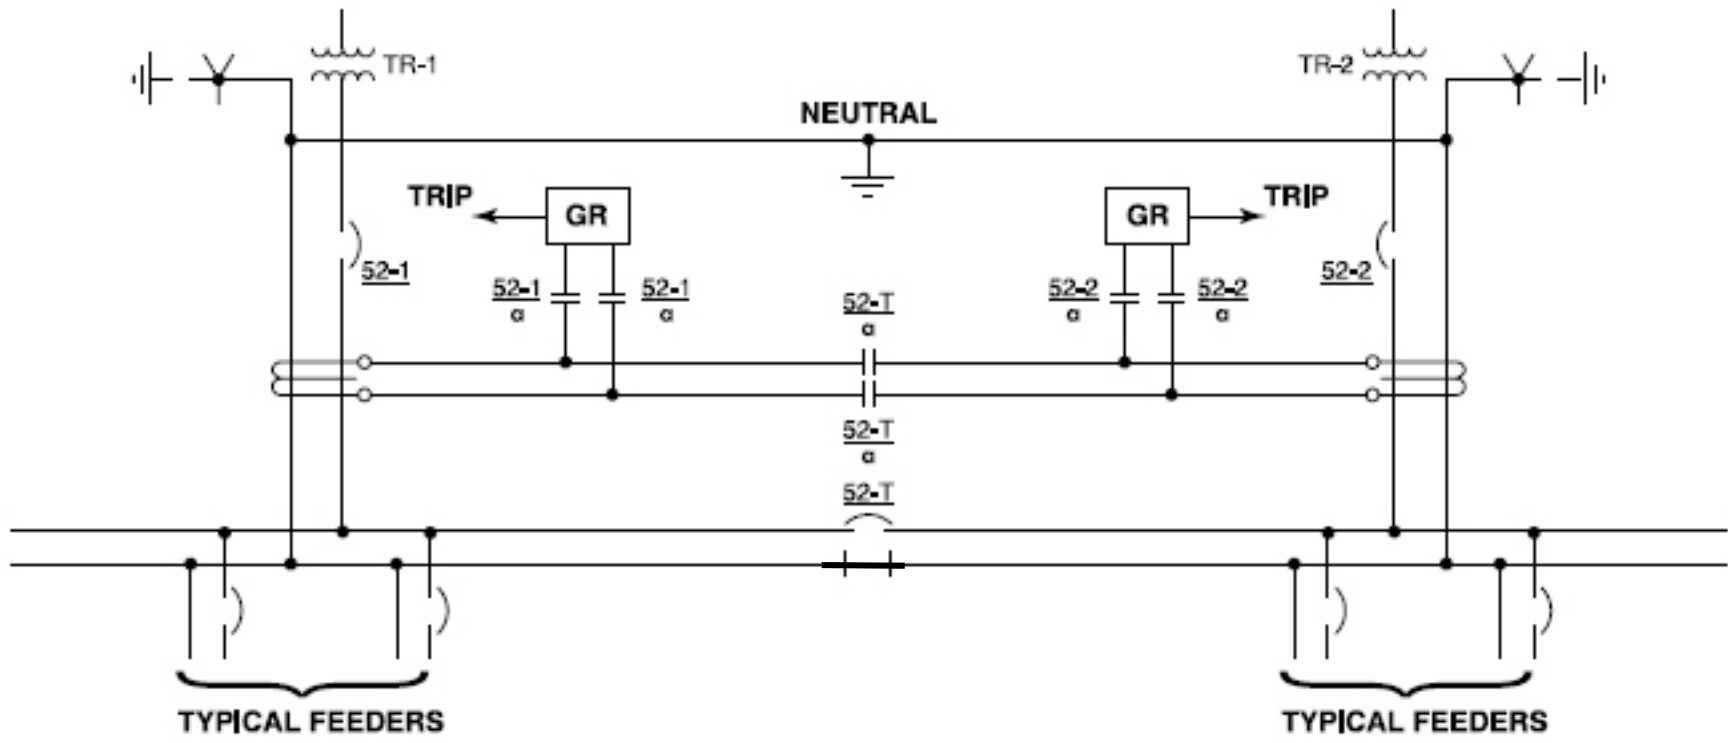 TR-1
TR-2
NEUTRAL
TRIP
GR
GR
TRIP
52-1
52-1
a
52-1
a
52-T
a
52-2
a
52-2
a
52-2
52-T
a
52-T
TYPICAL FEEDERS
TYPICAL FEEDERS